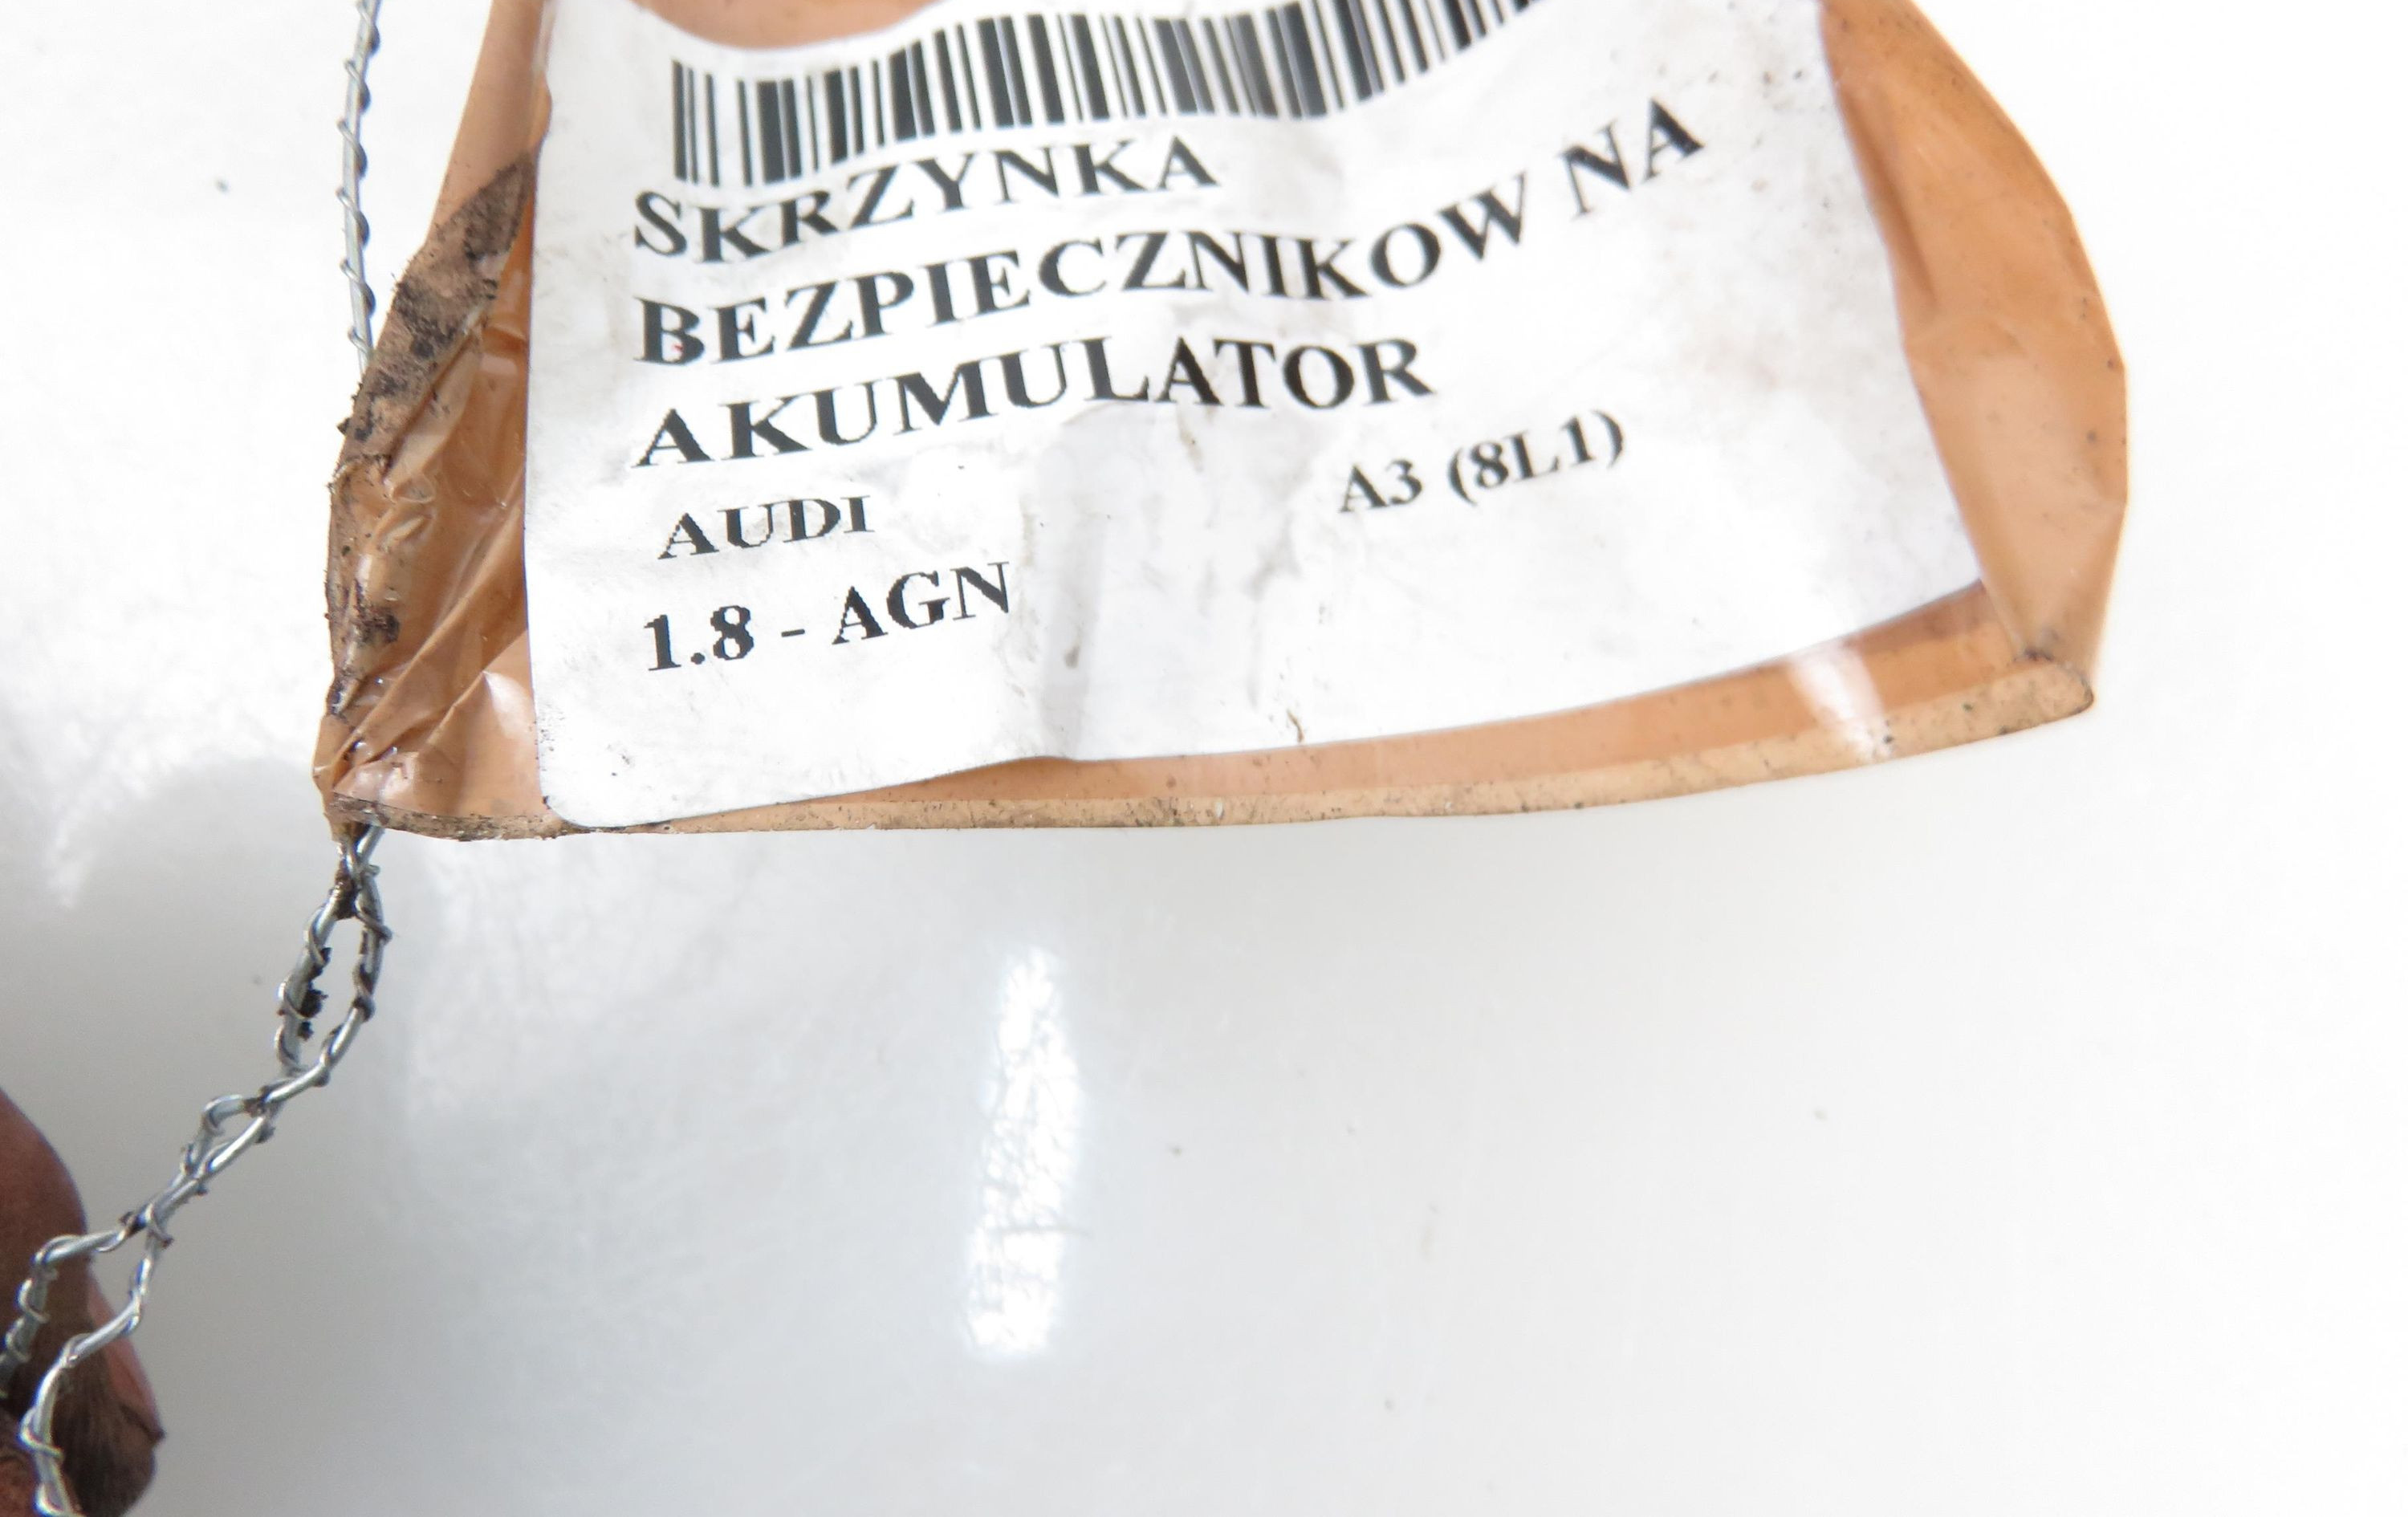 SKRZYNKA
BEZPIECZNIKOW NA
AKUMULATOR
AUDI A3 (8L1)
1.8 - AGN